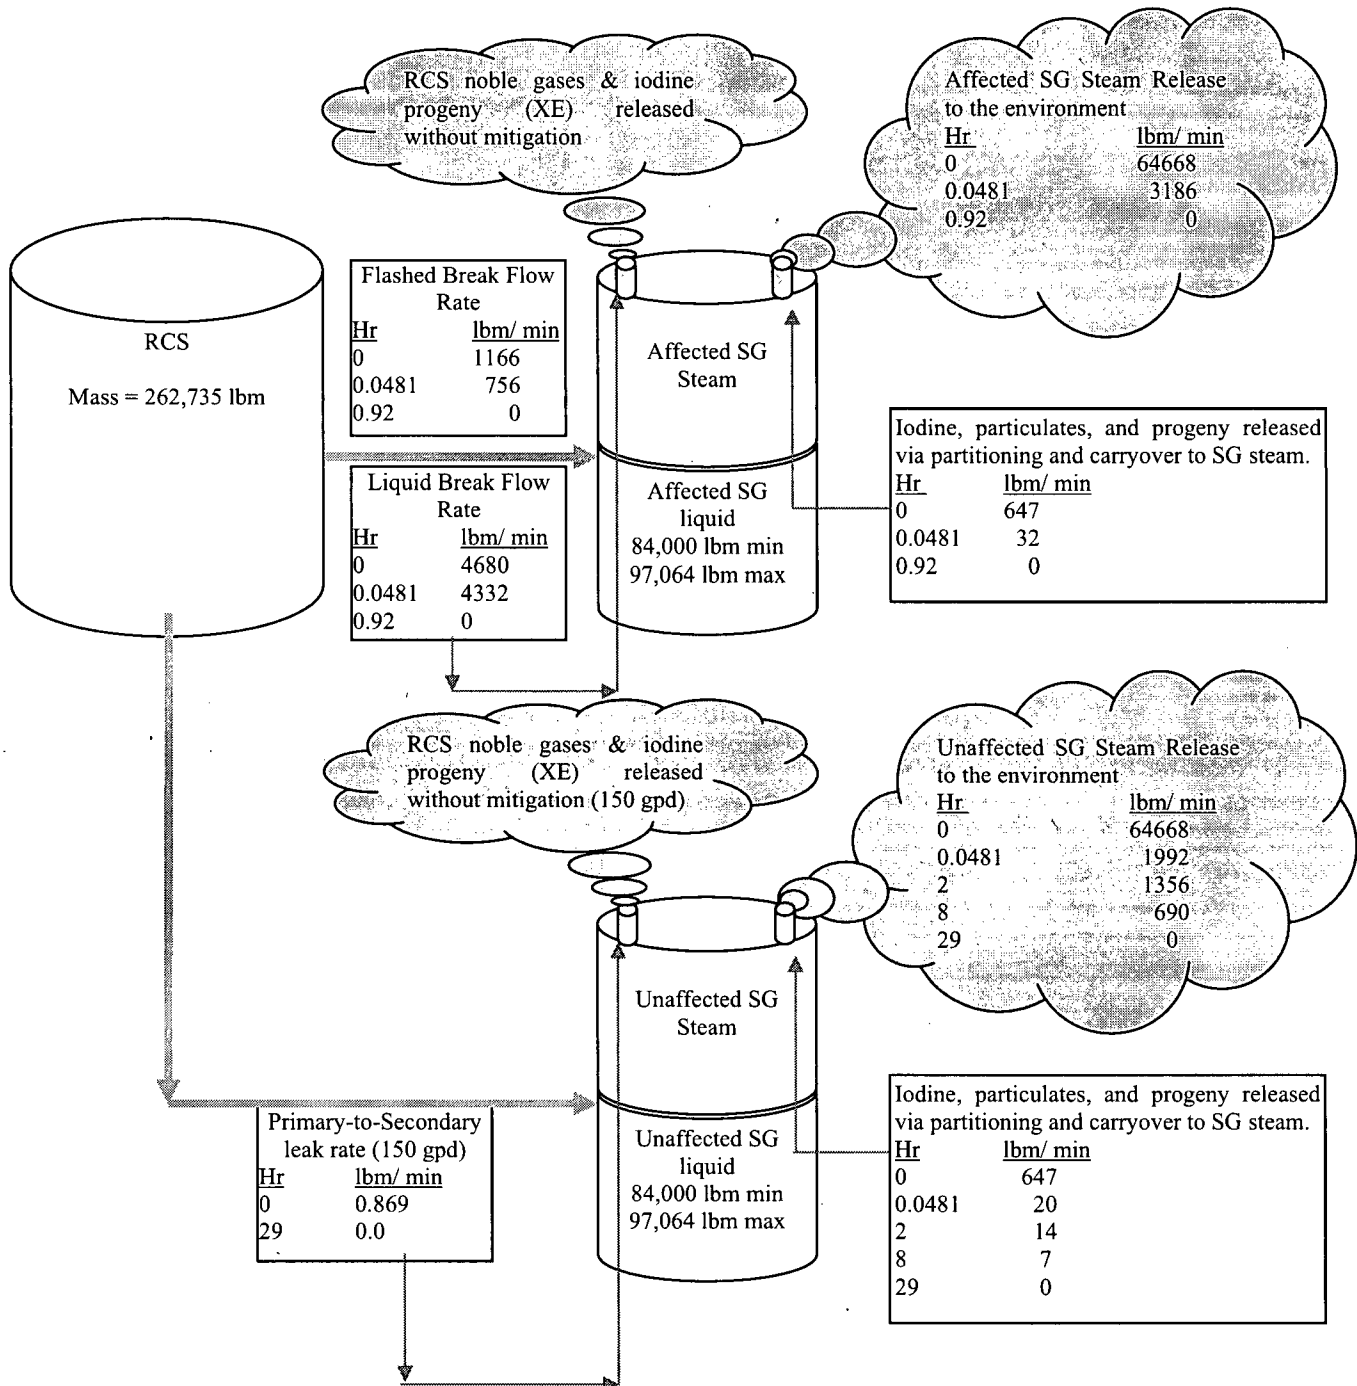 RCS noble gases & iodine
progeny (XE) released
without mitigation
Affected SG Steam Release
to the environment
Hr lbm/ min
0 64668
0.0481 3186
0.92 0
RCS
Mass = 262,735 lbm
Flashed Break Flow
Rate
Hr lbm/ min
0 1166
0.0481 756
0.92 0
Affected SG
Steam
Liquid Break Flow
Rate
Hr lbm/ min
0 4680
0.0481 4332
0.92 0
Affected SG
liquid
84,000 lbm min
97,064 lbm max
Iodine, particulates, and progeny released
via partitioning and carryover to SG steam.
Hr lbm/ min
0 647
0.0481 32
0.92 0
RCS noble gases & iodine
progeny (XE) released
without mitigation (150 gpd)
Unaffected SG Steam Release
to the environment
Hr lbm/ min
0 64668
0.0481 1992
2 1356
8 690
29 0
Unaffected SG
Steam
Primary-to-Secondary
leak rate (150 gpd)
Hr lbm/ min
0 0.869
29 0.0
Unaffected SG
liquid
84,000 lbm min
97,064 lbm max
Iodine, particulates, and progeny released
via partitioning and carryover to SG steam.
Hr lbm/ min
0 647
0.0481 20
2 14
8 7
29 0